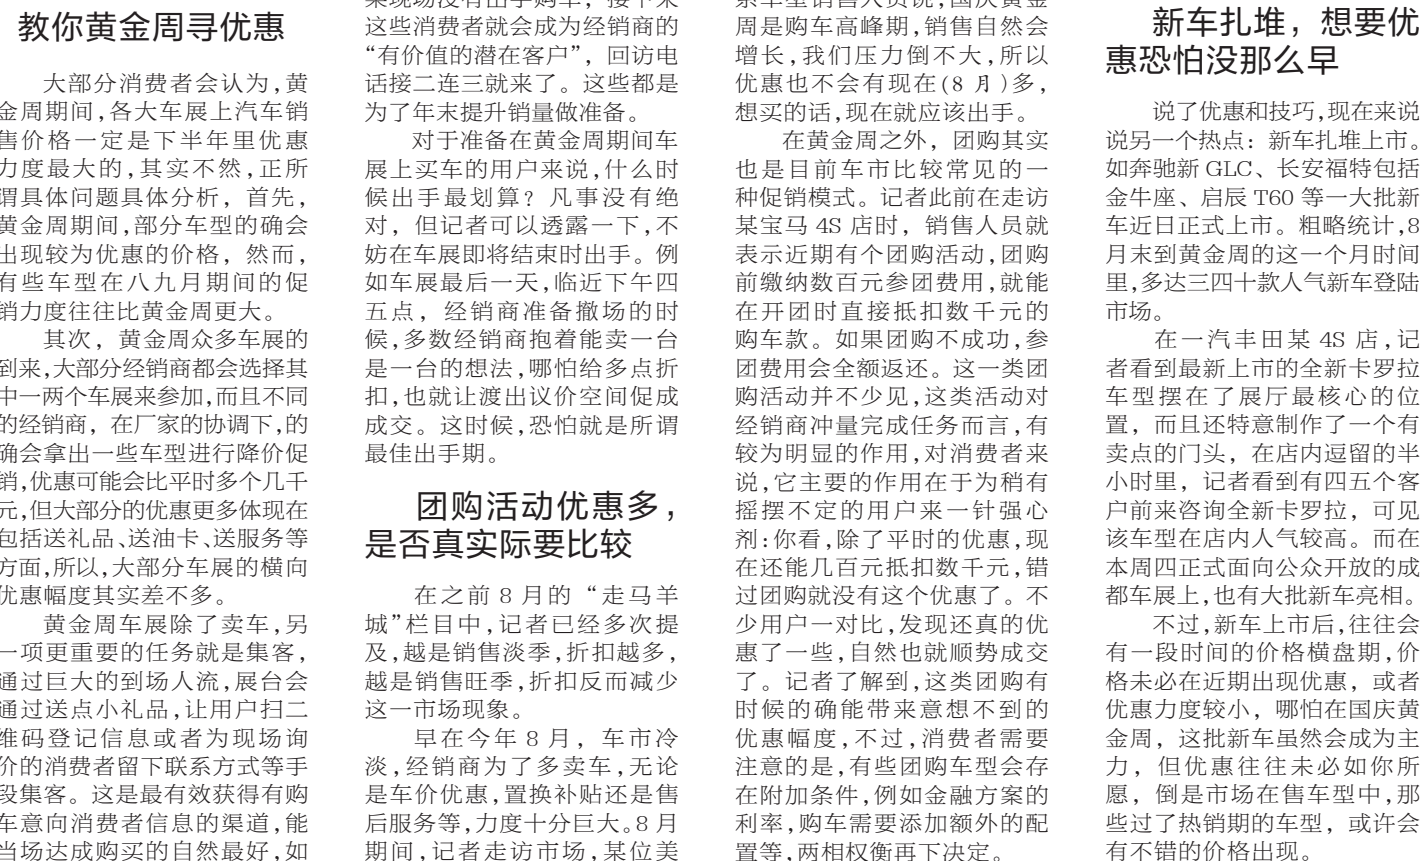 教你黄金周寻优惠
大部分消费者会认为,黄
金周期间,各大车展上汽车销
售价格一定是下半年里优惠
力度最大的,其实不然,正所
谓具体问题具体分析，首先，
黄金周期间,部分车型的确会
出现较为优惠的价格，然而，
有些车型在八九月期间的促
销力度往往比黄金周更大。
其次，黄金周众多车展的
到来,大部分经销商都会选择其
中一两个车展来参加,而且不同
的经销商，在厂家的协调下,的
确会拿出一些车型进行降价促
销,优惠可能会比平时多个几千
元,但大部分的优惠更多体现在
包括送礼品、送油卡、送服务等
方面,所以,大部分车展的横向
优惠幅度其实差不多。
黄金周车展除了卖车,另
一项更重要的任务就是集客，
通过巨大的到场人流,展台会
通过送点小礼品,让用户扫二
维码登记信息或者为现场询
价的消费者留下联系方式等手
段集客。这是最有效获得有购
车意向消费者信息的渠道,能
当场达成购买的自然最好,如
果现场没有出手购车，接下来
这些消费者就会成为经销商的
“有价值的潜在客户”，回访电
话接二连三就来了。这些都是
为了年末提升销量做准备。
对于准备在黄金周期间车
展上买车的用户来说,什么时
候出手最划算？凡事没有绝
对，但记者可以透露一下,不
妨在车展即将结束时出手。例
如车展最后一天,临近下午四
五点，经销商准备撤场的时
候,多数经销商抱着能卖一台
是一台的想法,哪怕给多点折
扣,也就让渡出议价空间促成
成交。这时候,恐怕就是所谓
最佳出手期。
团购活动优惠多，
是否真实际要比较
在之前 8 月的“走马羊
城”栏目中,记者已经多次提
及,越是销售淡季,折扣越多，
越是销售旺季,折扣反而减少
这一市场现象。
早在今年 8 月，车市冷
淡,经销商为了多卖车,无论
是车价优惠,置换补贴还是售
后服务等,力度十分巨大。8 月
期间,记者走访市场,某位美
系车型销售人员说,国庆黄金
周是购车高峰期,销售自然会
增长,我们压力倒不大,所以
优惠也不会有现在(8 月)多，
想买的话,现在就应该出手。
在黄金周之外，团购其实
也是目前车市比较常见的一
种促销模式。记者此前在走访
某宝马 4S 店时，销售人员就
表示近期有个团购活动,团购
前缴纳数百元参团费用,就能
在开团时直接抵扣数千元的
购车款。如果团购不成功,参
团费用会全额返还。这一类团
购活动并不少见,这类活动对
经销商冲量完成任务而言,有
较为明显的作用,对消费者来
说,它主要的作用在于为稍有
摇摆不定的用户来一针强心
剂:你看,除了平时的优惠,现
在还能几百元抵扣数千元,错
过团购就没有这个优惠了。不
少用户一对比,发现还真的优
惠了一些,自然也就顺势成交
了。记者了解到,这类团购有
时候的确能带来意想不到的
优惠幅度,不过,消费者需要
注意的是,有些团购车型会存
在附加条件,例如金融方案的
利率,购车需要添加额外的配
置等,两相权衡再下决定。
新车扎堆，想要优
惠恐怕没那么早
说了优惠和技巧,现在来说
说另一个热点：新车扎堆上市。
如奔驰新 GLC、长安福特包括
金牛座、启辰 T60 等一大批新
车近日正式上市。粗略统计,8
月末到黄金周的这一个月时间
里,多达三四十款人气新车登陆
市场。
在一汽丰田某 4S 店,记
者看到最新上市的全新卡罗拉
车型摆在了展厅最核心的位
置，而且还特意制作了一个有
卖点的门头，在店内逗留的半
小时里，记者看到有四五个客
户前来咨询全新卡罗拉，可见
该车型在店内人气较高。而在
本周四正式面向公众开放的成
都车展上,也有大批新车亮相。
不过,新车上市后,往往会
有一段时间的价格横盘期,价
格未必在近期出现优惠，或者
优惠力度较小，哪怕在国庆黄
金周，这批新车虽然会成为主
力，但优惠往往未必如你所
愿，倒是市场在售车型中,那
些过了热销期的车型，或许会
有不错的价格出现。